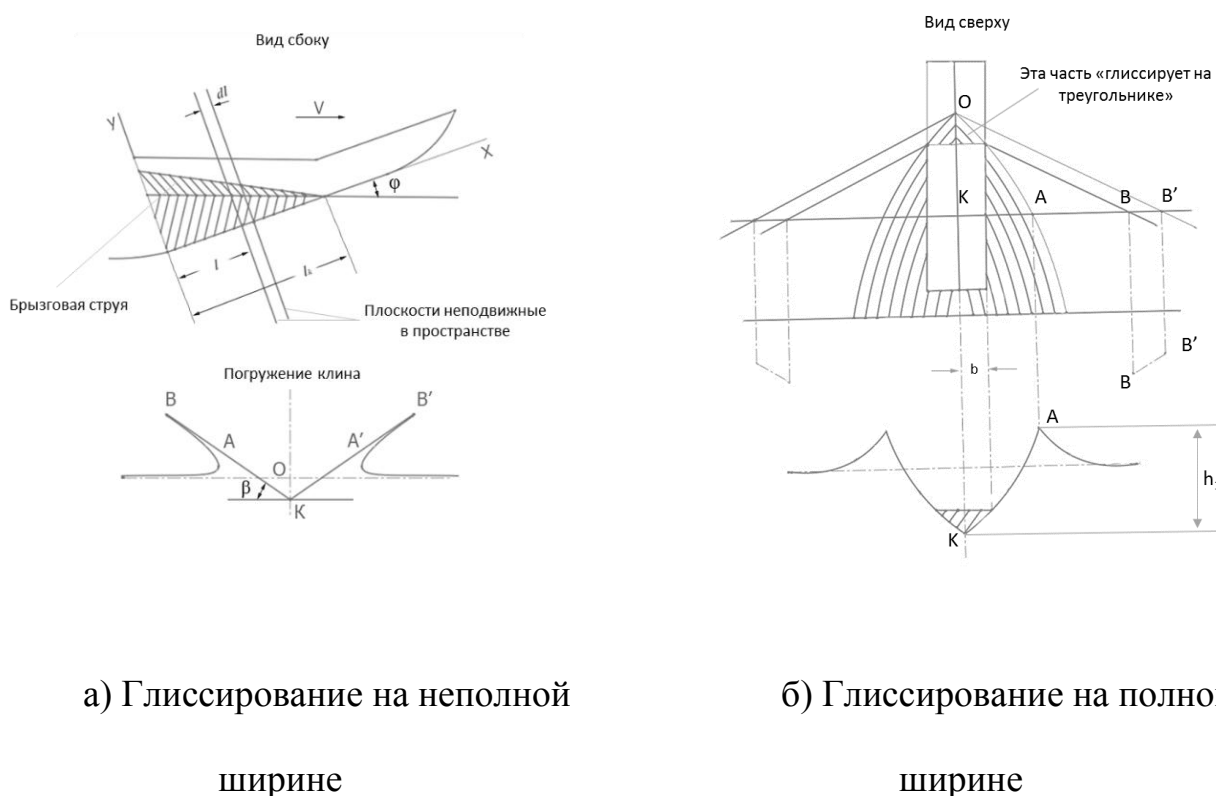 Вид сбоку
dl
V
y
X
φ
l
lₖ
Брызговая струя
Плоскости неподвижные
в пространстве
Погружение клина
B
B'
A
A'
O
β
K
Вид сверху
Эта часть «глиссирует на
треугольнике»
O
K
A
B
B'
B'
b
B
A
h
K
а) Глиссирование на неполной
ширине
б) Глиссирование на полно
ширине